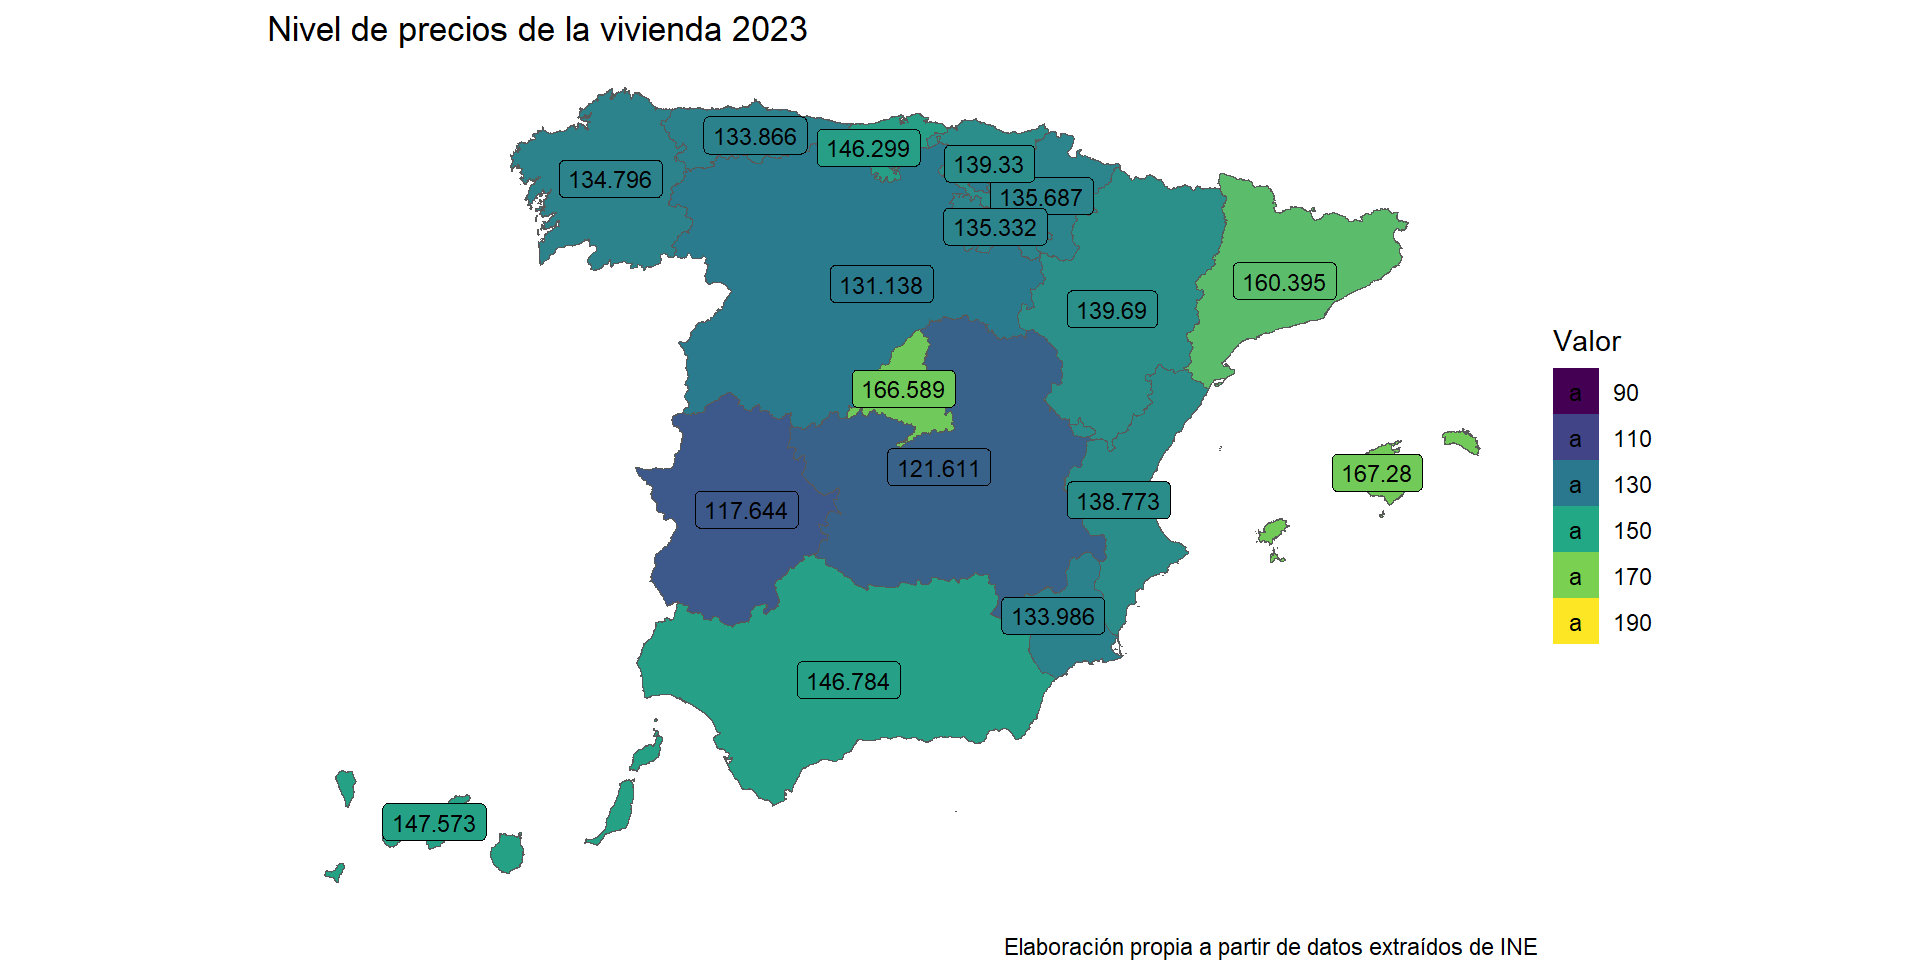 Nivel de precios de la vivienda 2023
133.866
146.299
139.33
134.796
135.687
135.332
131.138
160.395
139.69
166.589
121.611
167.28
117.644
138.773
133.986
146.784
147.573
Valor
a 90
a 110
a 130
a 150
a 170
a 190
Elaboración propia a partir de datos extraídos de INE